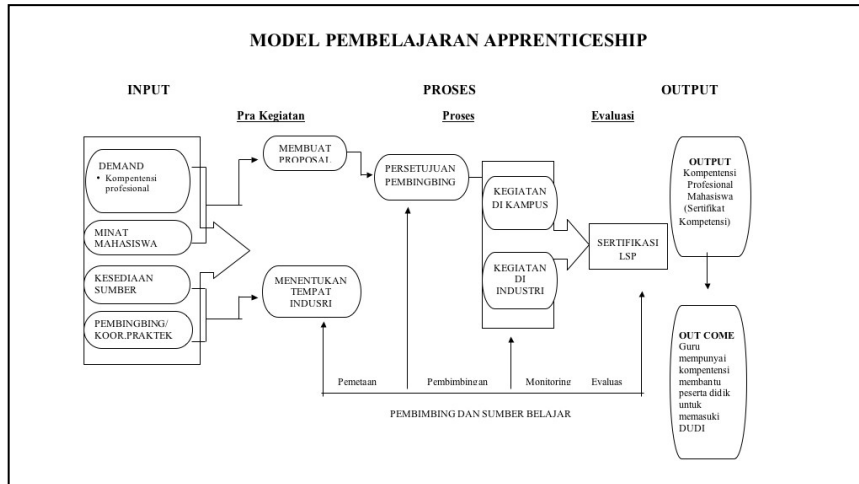 MODEL PEMBELAJARAN APPRENTICESHIP
INPUT
PROSES
OUTPUT
Pra Kegiatan
Proses
Evaluasi
DEMAND
• Kompentensi
profesional
MINAT
MAHASISWA
KESEDIAAN
SUMBER
PEMBINGBING/
KOOR.PRAKTEK
MEMBUAT
PROPOSAL
MENENTUKAN
TEMPAT
INDUSRI
PERSETUJUAN
PEMBINGBING
KEGIATAN
DI KAMPUS
KEGIATAN
DI
INDUSTRI
SERTIFIKASI
LSP
OUTPUT
Kompetensi
Profesional
Mahasiswa
(Sertifikat
Kompetensi)
OUT COME
Guru
mempunyai
kompentensi
membantu
peserta didik
untuk
memasuki
DUDI
Pemetaan
Pembimbingan
Monitoring
Evaluas
PEMBIMBING DAN SUMBER BELAJAR